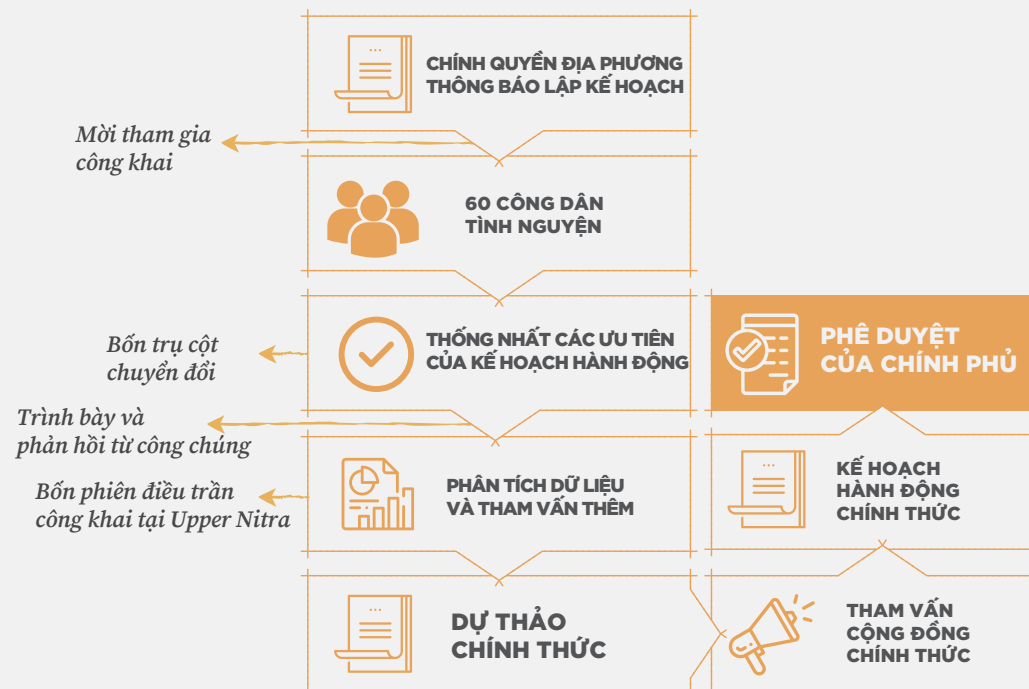 CHÍNH QUYỀN ĐỊA PHƯƠNG
THÔNG BÁO LẬP KẾ HOẠCH
Mời tham gia
công khai
60 CÔNG DÂN
TÌNH NGUYỆN
Bốn trụ cột
chuyển đổi
THỐNG NHẤT CÁC ƯU TIÊN
CỦA KẾ HOẠCH HÀNH ĐỘNG
Trình bày và
phản hồi từ công chúng
Bốn phiên điều trần
công khai tại Upper Nitra
PHÂN TÍCH DỮ LIỆU
VÀ THAM VẤN THÊM
DỰ THẢO
CHÍNH THỨC
THAM VẤN
CỘNG ĐỒNG
CHÍNH THỨC
KẾ HOẠCH
HÀNH ĐỘNG
CHÍNH THỨC
PHÊ DUYỆT
CỦA CHÍNH PHỦ